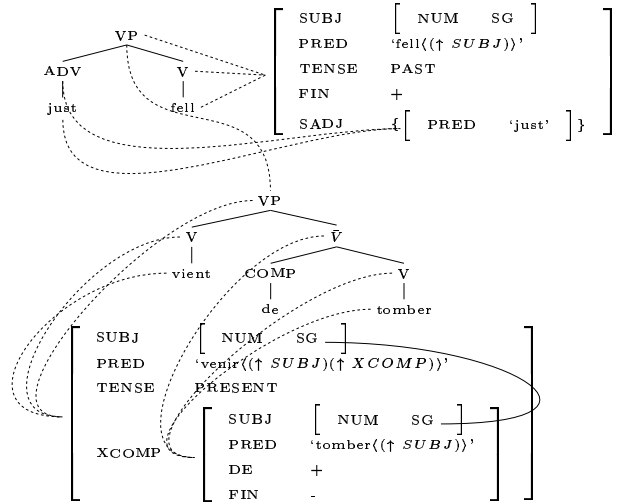 SUBJ [ NUM SG ]
VP
PRED ‘fell⟨(↑ SUBJ)⟩’
ADV V
TENSE PAST
FIN +
just fell
SADJ {[ PRED ‘just’ ]}
VP
V V̄
vient COMP V
de tomber
SUBJ [ NUM SG ]
PRED ‘venir⟨(↑ SUBJ)(↑ XCOMP)⟩’
TENSE PRESENT
SUBJ [ NUM SG ]
PRED ‘tomber⟨(↑ SUBJ)⟩’
XCOMP
DE +
FIN -